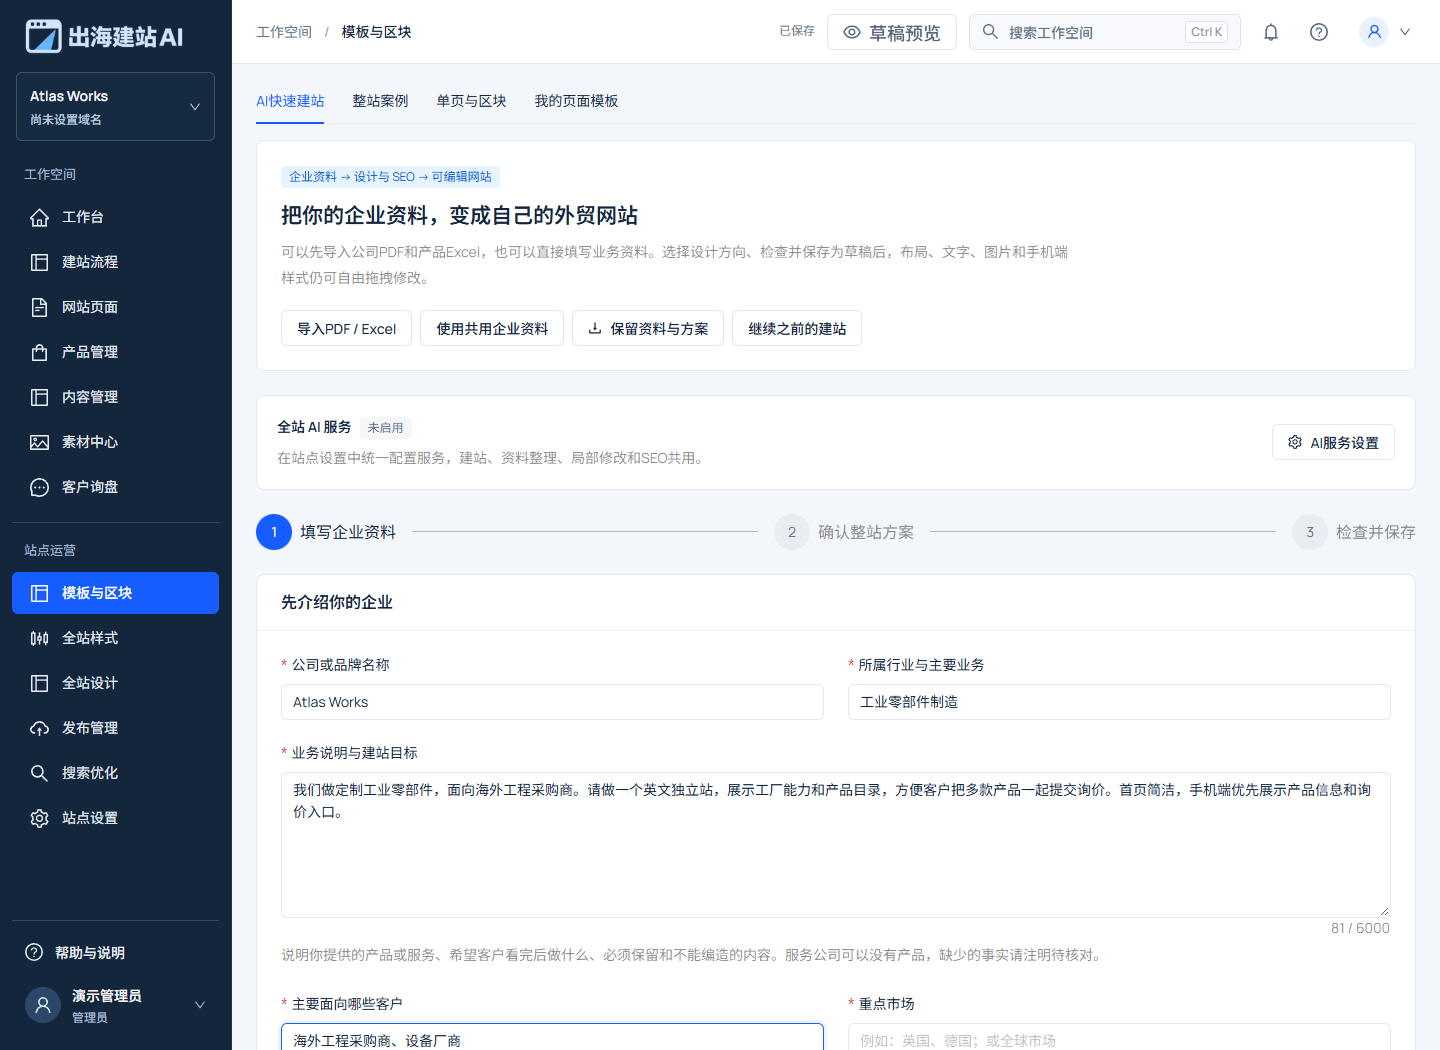 出海建站AI
Atlas Works
尚未设置域名
工作空间
工作台
建站流程
网站页面
产品管理
内容管理
素材中心
客户询盘
站点运营
模板与区块
全站样式
全站设计
发布管理
搜索优化
站点设置
帮助与说明
演示管理员
管理员
工作空间 / 模板与区块
已保存
草稿预览
搜索工作空间
Ctrl K
AI快速建站
整站案例
单页与区块
我的页面模板
企业资料 → 设计与 SEO → 可编辑网站
把你的企业资料，变成自己的外贸网站
可以先导入公司PDF和产品Excel，也可以直接填写业务资料。选择设计方向、检查并保存为草稿后，布局、文字、图片和手机端
样式仍可自由拖拽修改。
导入PDF / Excel
使用共用企业资料
保留资料与方案
继续之前的建站
全站 AI 服务
未启用
在站点设置中统一配置服务，建站、资料整理、局部修改和SEO共用。
AI服务设置
1 填写企业资料
2 确认整站方案
3 检查并保存
先介绍你的企业
* 公司或品牌名称
Atlas Works
* 所属行业与主要业务
工业零部件制造
* 业务说明与建站目标
我们做定制工业零部件，面向海外工程采购商。请做一个英文独立站，展示工厂能力和产品目录，方便客户把多款产品一起提交询价。首页简洁，手机端优先展示产品信息和询
价入口。
81 / 6000
说明你提供的产品或服务、希望客户看完后做什么、必须保留和不能编造的内容。服务公司可以没有产品，缺少的事实请注明待核对。
* 主要面向哪些客户
海外工程采购商、设备厂商
* 重点市场
例如：英国、德国；或全球市场